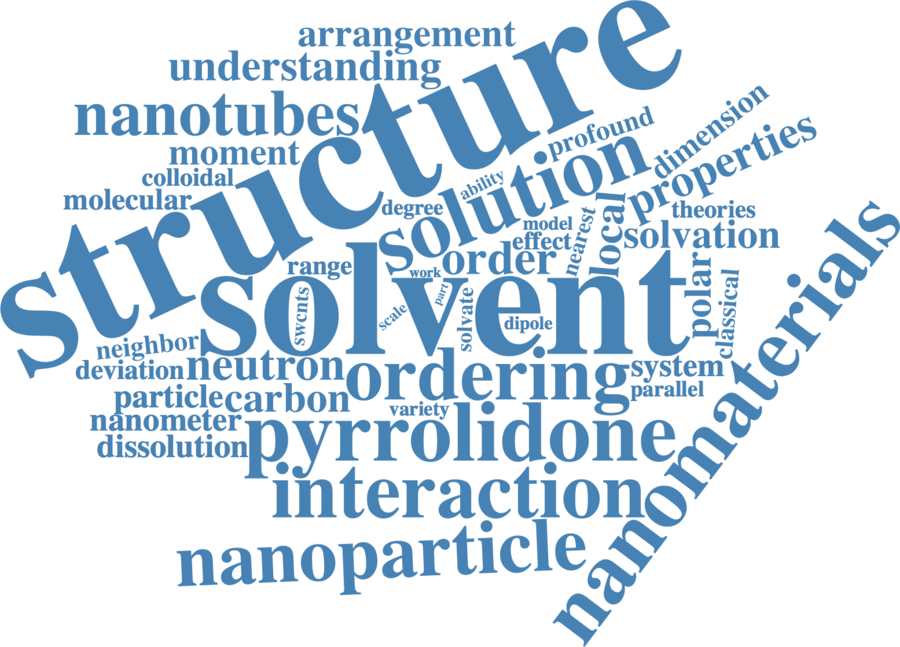 arrangement
understanding
structure
nanotubes
moment
colloidal
molecular
profound
dimension
ability
degree
solution
properties
theories
model
effect
nearest
local
solvation
nanomaterials
range
work
order
solvent
swcnts
scale
part
solvate
dipole
polar
classical
neighbor
deviation
neutron
ordering
system
particle
carbon
variety
parallel
nanometer
pyrrolidone
dissolution
interaction
nanoparticle